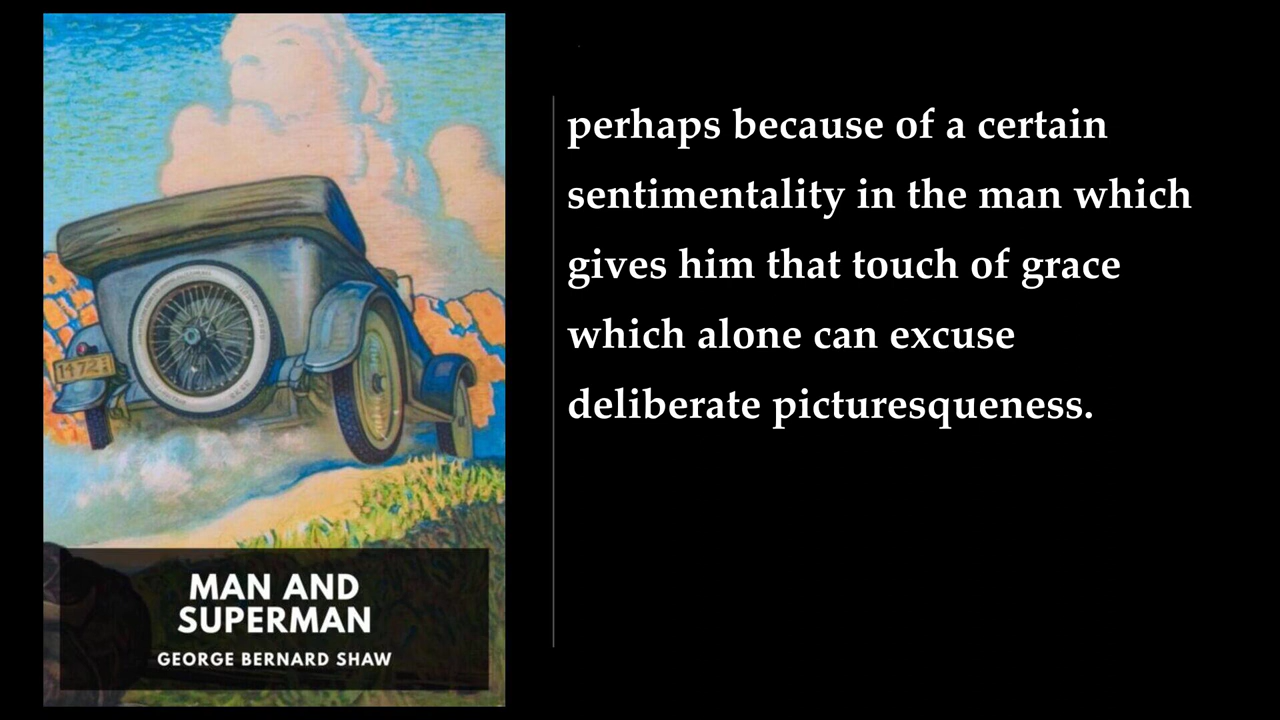 perhaps because of a certain
sentimentality in the man which
gives him that touch of grace
which alone can excuse
deliberate picturesqueness.
1472
MAN AND
SUPERMAN
GEORGE BERNARD SHAW